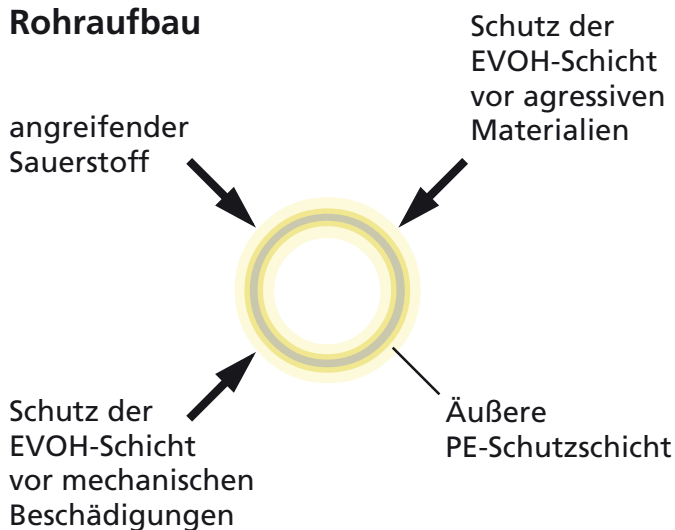 Rohraufbau
Schutz der
EVOH-Schicht
vor agressiven
Materialien
angreifender
Sauerstoff
Schutz der
EVOH-Schicht
vor mechanischen
Beschädigungen
Äußere
PE-Schutzschicht